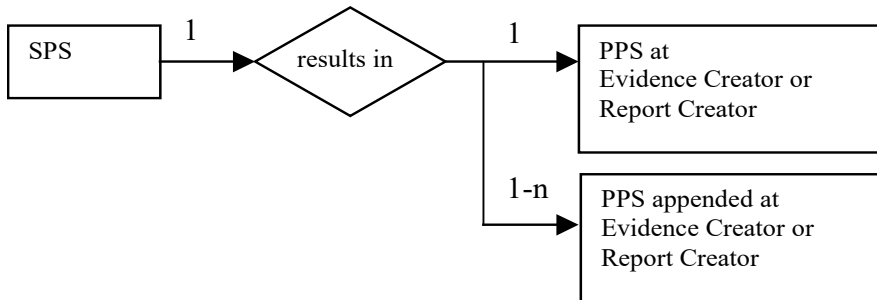 1
1
SPS
results in
PPS at
Evidence Creator or
Report Creator
1-n
PPS appended at
Evidence Creator or
Report Creator